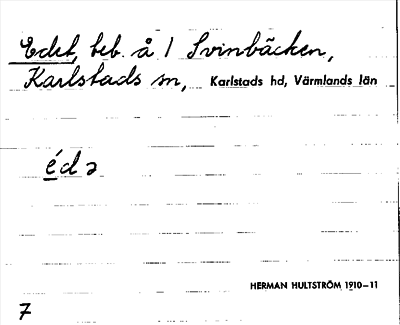 Edet, beb. å 1 Svinbäcken,
Karlstads sn, Karlstads hd, Värmlands län
édə
HERMAN HULTSTRÖM 1910-11
7